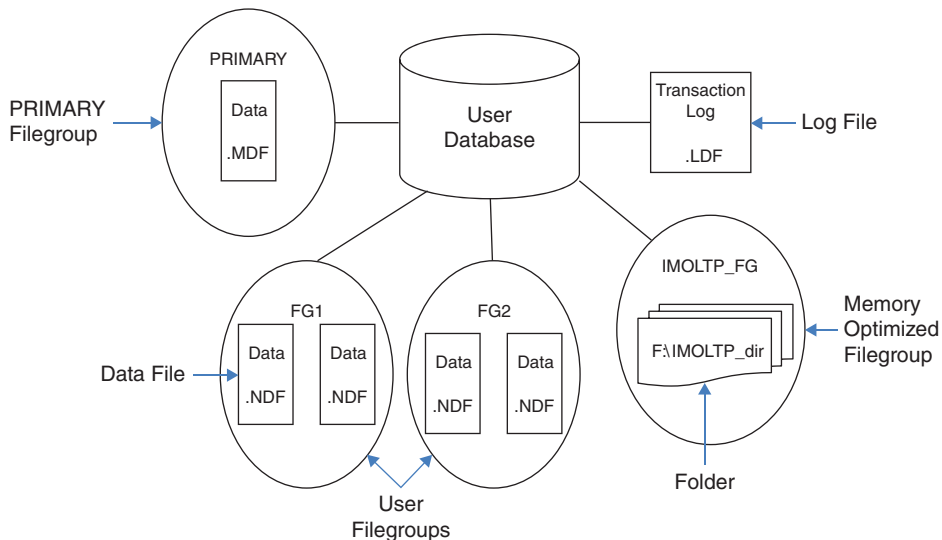 PRIMARY
Data
.MDF
PRIMARY
Filegroup
User
Database
Transaction
Log
.LDF
Log File
FG1
Data
.NDF
Data
.NDF
Data File
FG2
Data
.NDF
Data
.NDF
User
Filegroups
IMOLTP_FG
F:\IMOLTP_dir
Memory
Optimized
Filegroup
Folder